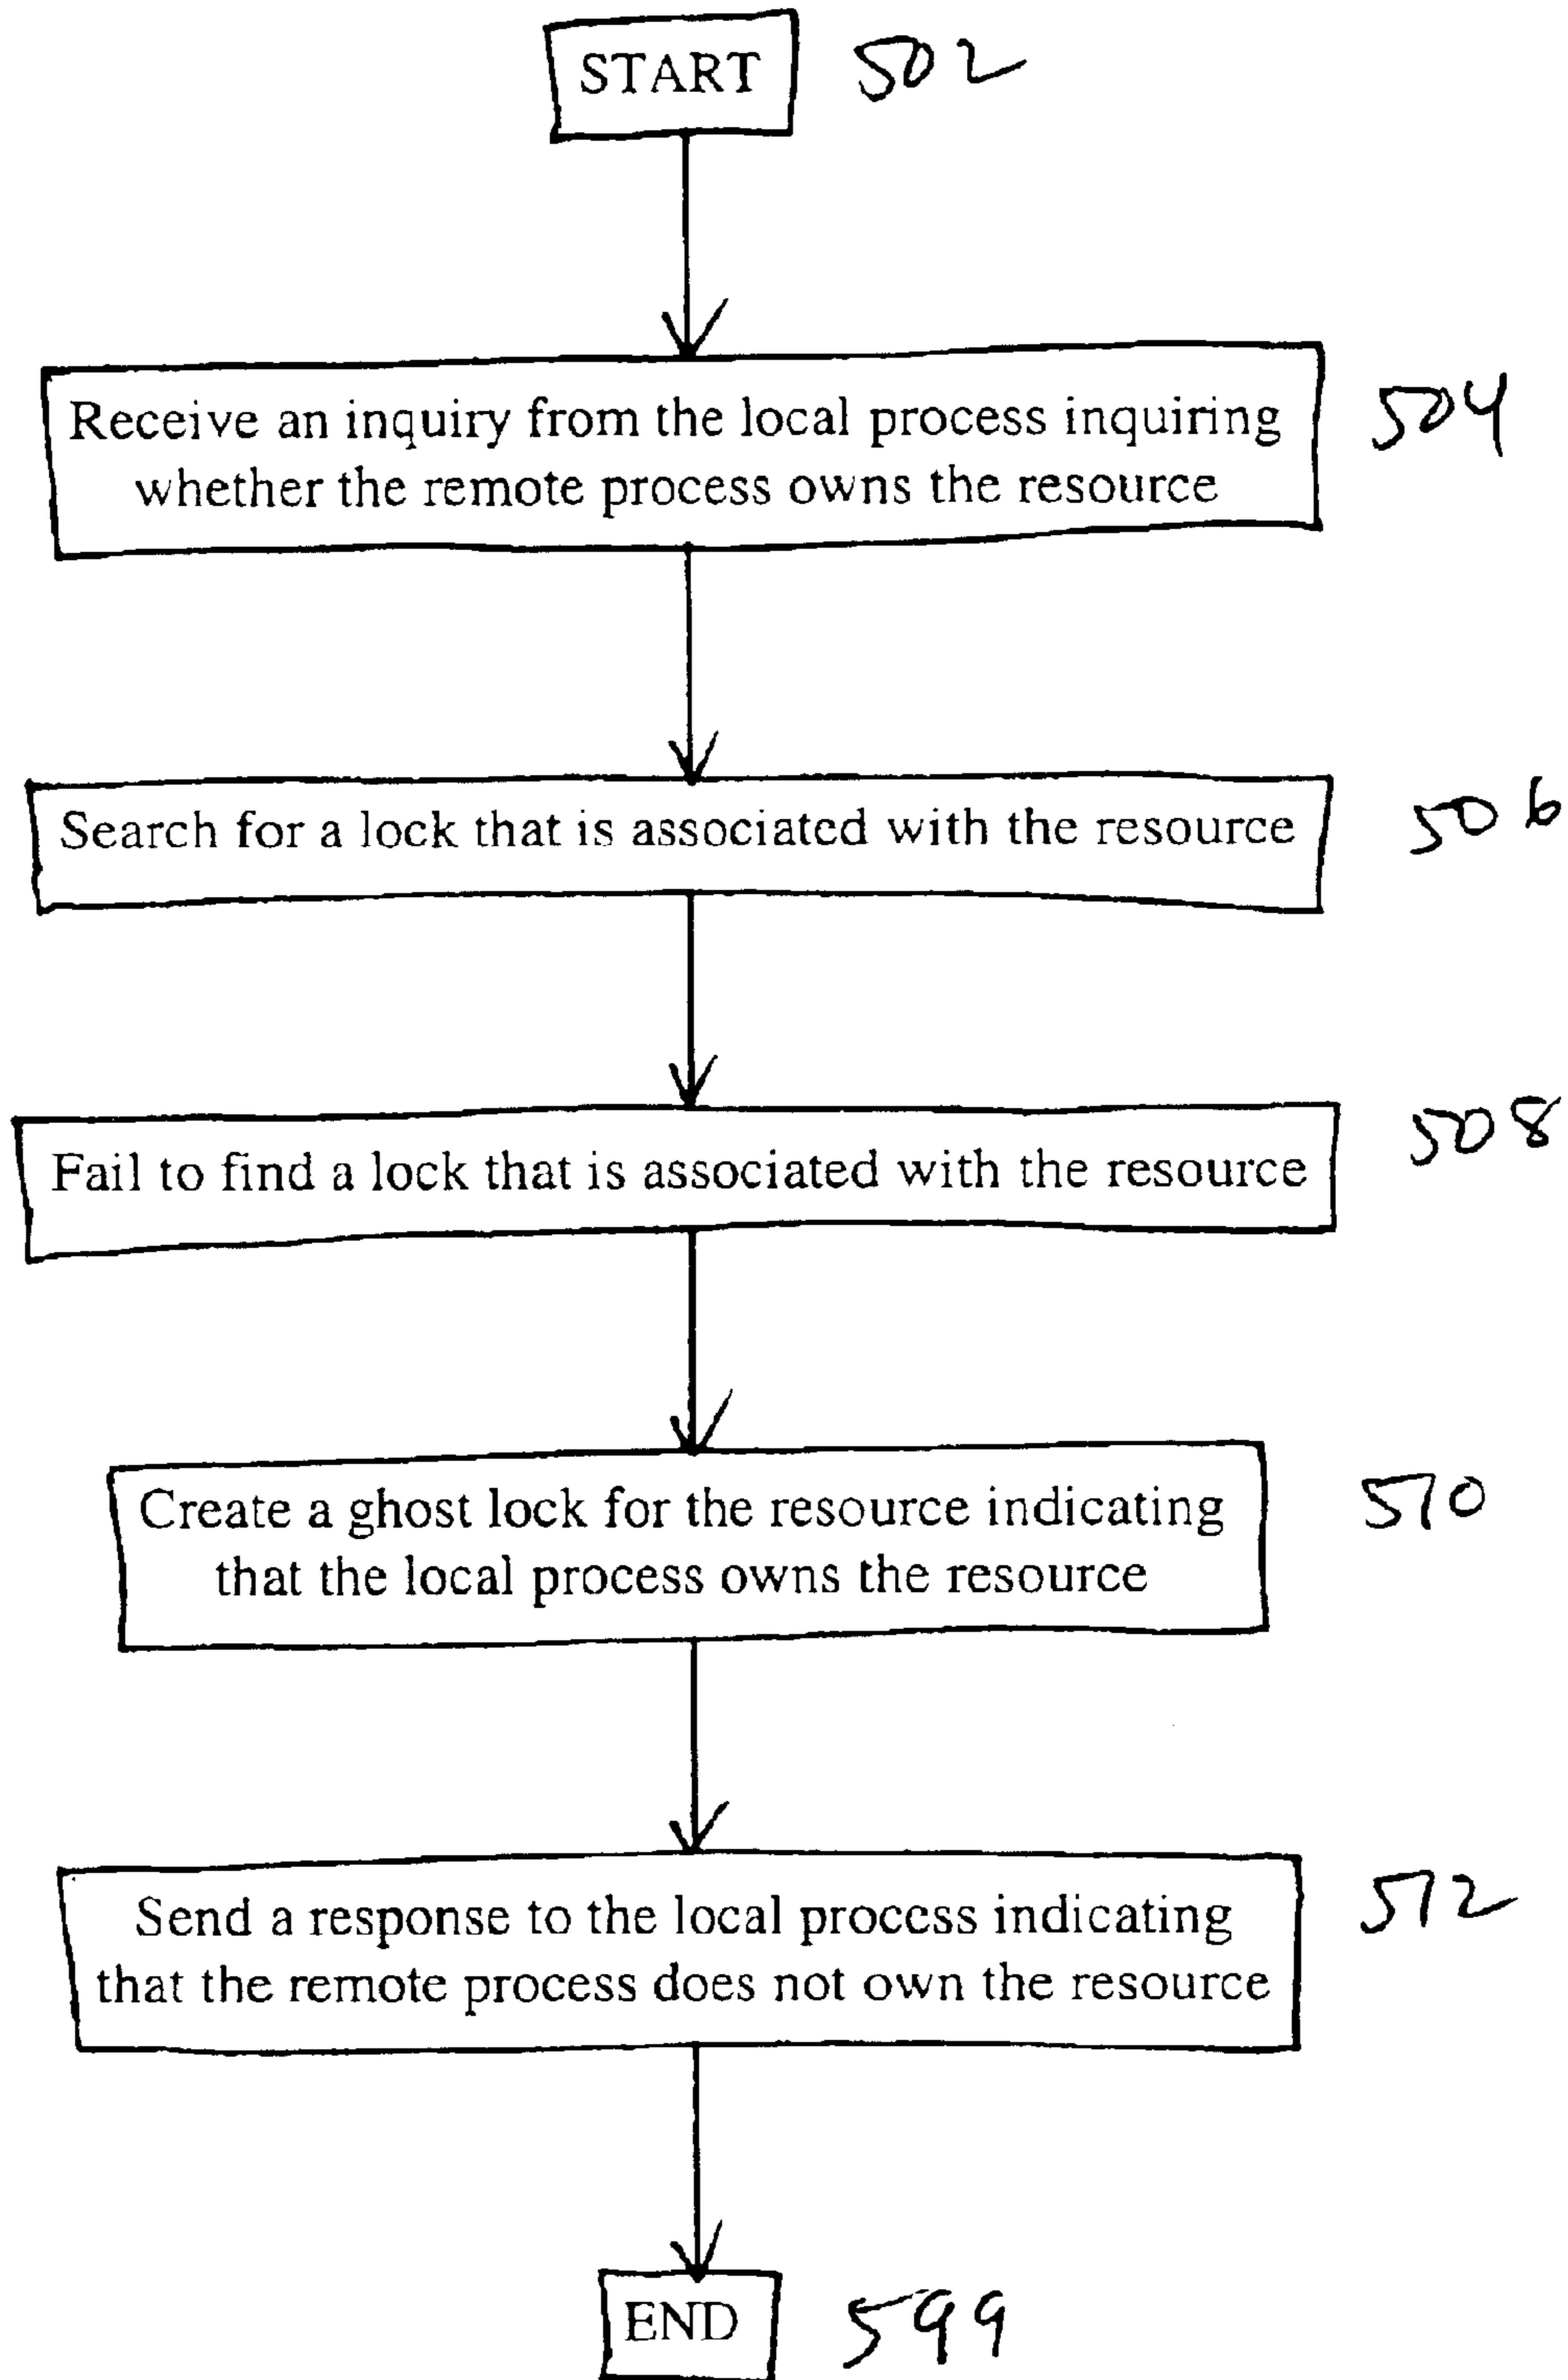 START 502
Receive an inquiry from the local process inquiring 504
whether the remote process owns the resource
Search for a lock that is associated with the resource 506
Fail to find a lock that is associated with the resource 508
Create a ghost lock for the resource indicating 510
that the local process owns the resource
Send a response to the local process indicating 512
that the remote process does not own the resource
END 599